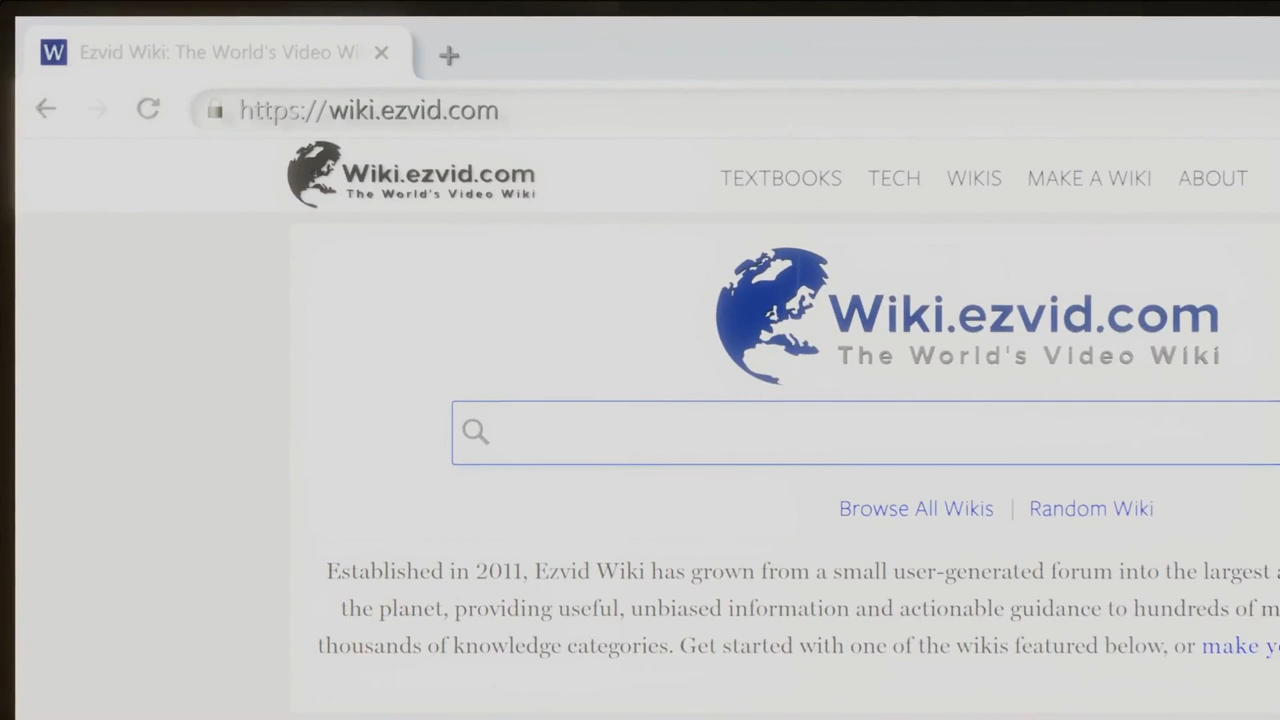 W Ezvid Wiki: The World's Video Wi
https://wiki.ezvid.com
Wiki.ezvid.com
The World's Video Wiki
TEXTBOOKS TECH WIKIS MAKE A WIKI ABOUT
Wiki.ezvid.com
The World's Video Wiki
Browse All Wikis | Random Wiki
Established in 2011, Ezvid Wiki has grown from a small user-generated forum into the largest
the planet, providing useful, unbiased information and actionable guidance to hundreds of m
thousands of knowledge categories. Get started with one of the wikis featured below, or make y